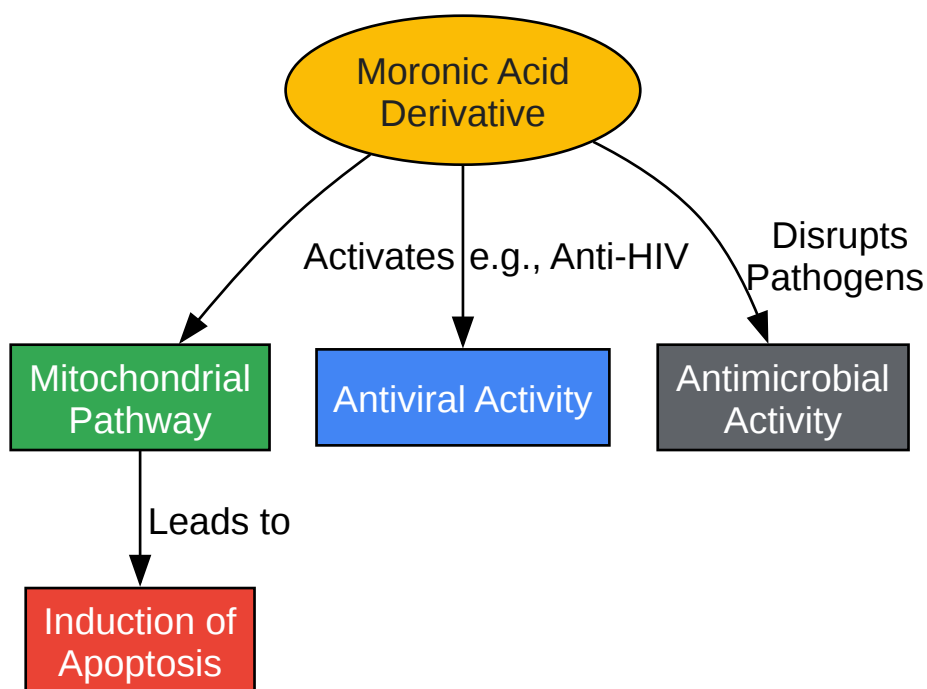 Moronic Acid
Derivative
Activates
e.g., Anti-HIV
Disrupts
Pathogens
Mitochondrial
Pathway
Antiviral Activity
Antimicrobial
Activity
Leads to
Induction of
Apoptosis